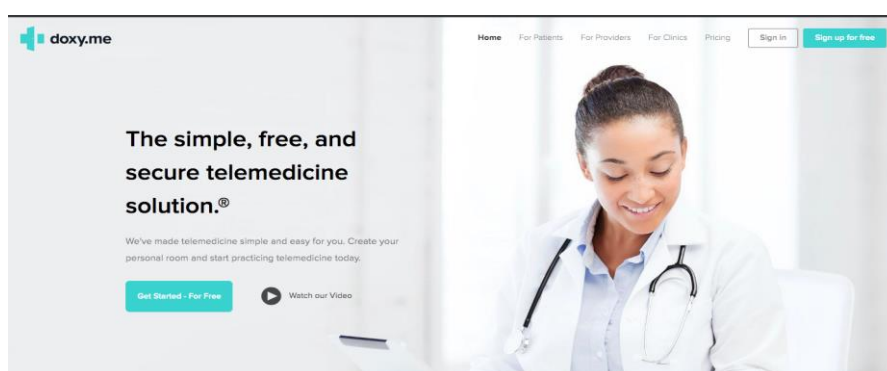 doxy.me
Home For Patients For Providers For Clinics Pricing Sign in Sign up for free
The simple, free, and
secure telemedicine
solution.®
We've made telemedicine simple and easy for you. Create your
personal room and start practicing telemedicine today.
Get Started - For Free Watch our Video